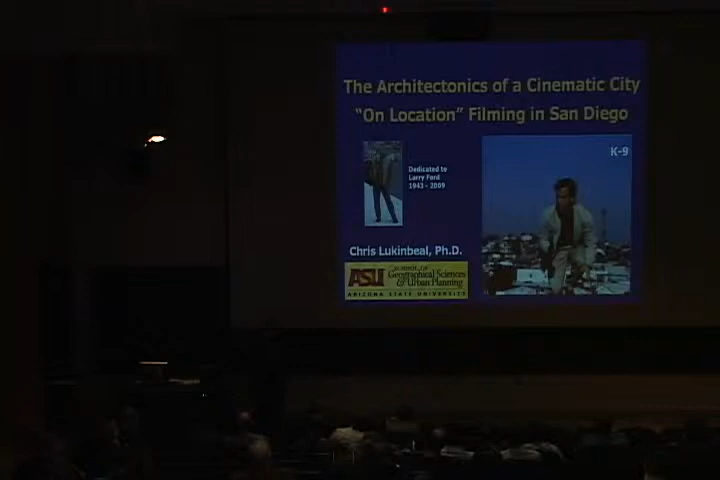 The Architectonics of a Cinematic City
"On Location" Filming in San Diego
K-9
Dedicated to
Larry Ford
1943 - 2009
Chris Lukinbeal, Ph.D.
ASU
SCHOOL OF
Geographical Sciences
& Urban Planning
ARIZONA STATE UNIVERSITY